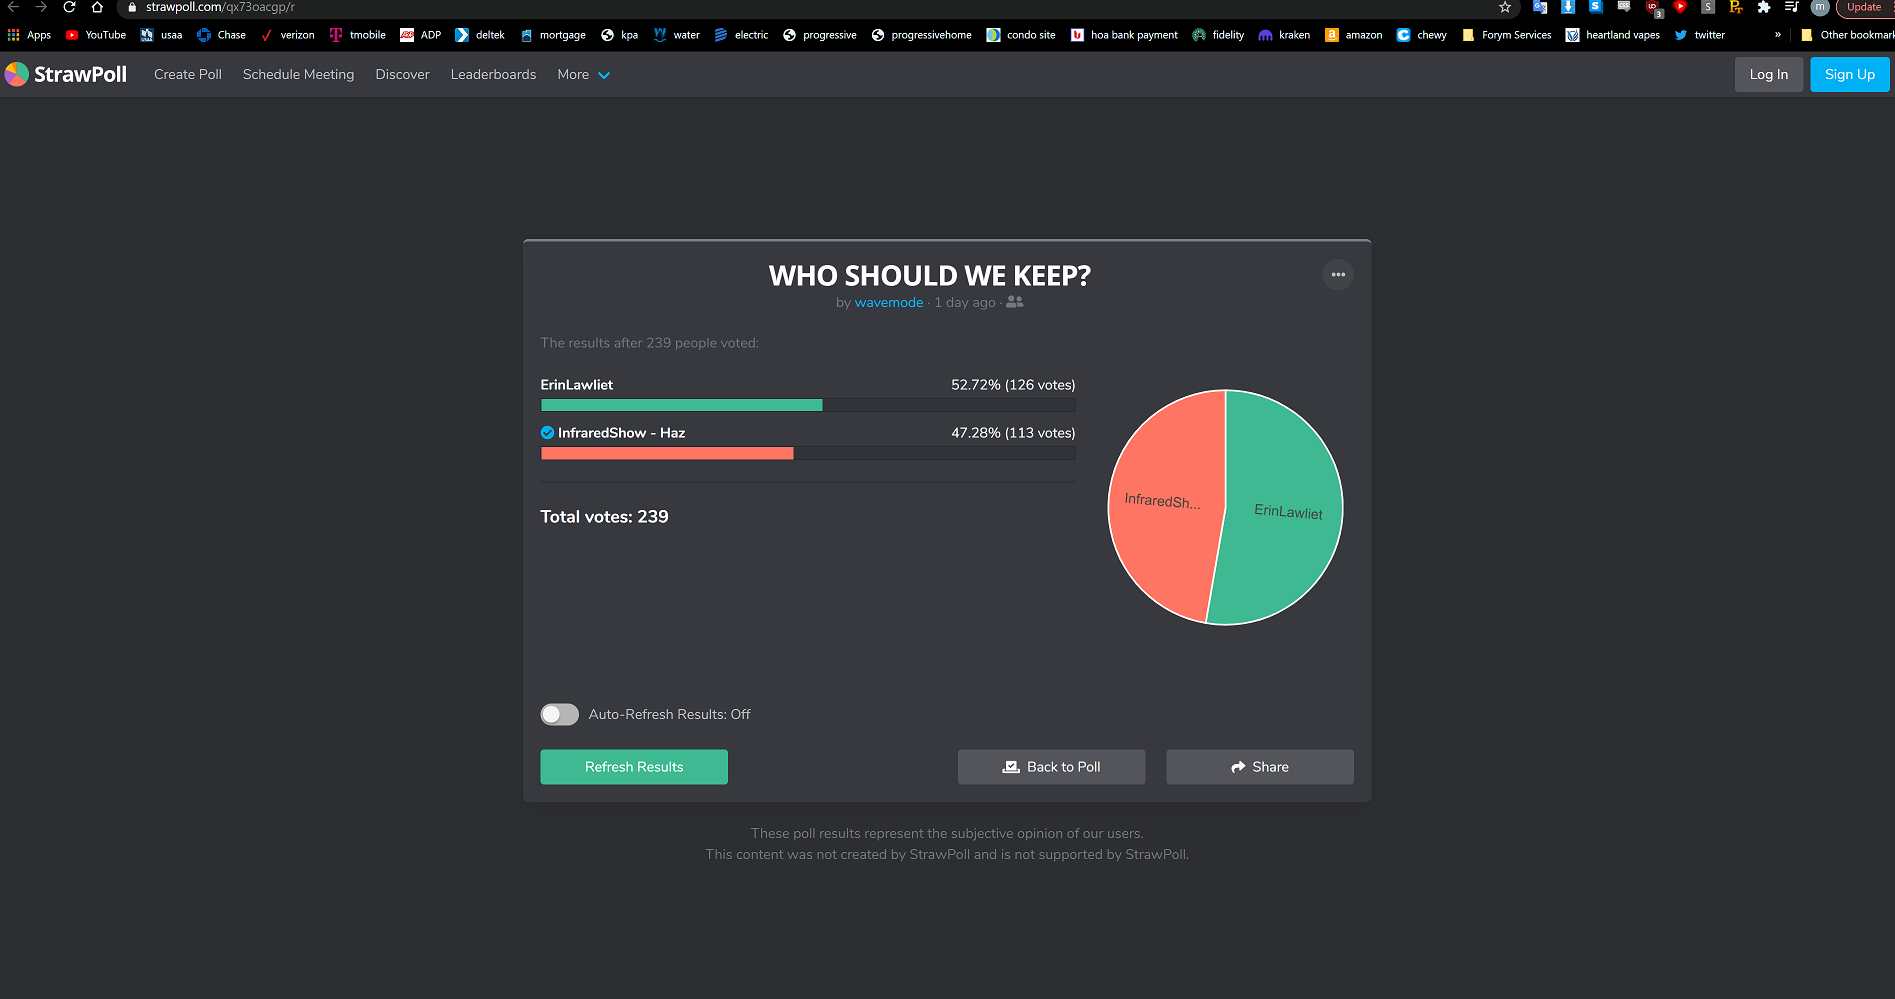 strawpoll.com/qx73oacgp/r
Update
Apps YouTube usaa Chase verizon tmobile ADP deltek mortgage kpa water electric progressive progressivehome condo site hoa bank payment fidelity kraken amazon chewy Forym Services heartland vapes twitter » Other bookmark
StrawPoll Create Poll Schedule Meeting Discover Leaderboards More Log In Sign Up
WHO SHOULD WE KEEP?
by wavemode · 1 day ago ·
The results after 239 people voted:
ErinLawliet 52.72% (126 votes)
InfraredShow - Haz 47.28% (113 votes)
InfraredSh...
ErinLawliet
Total votes: 239
Auto-Refresh Results: Off
Refresh Results Back to Poll Share
These poll results represent the subjective opinion of our users.
This content was not created by StrawPoll and is not supported by StrawPoll.